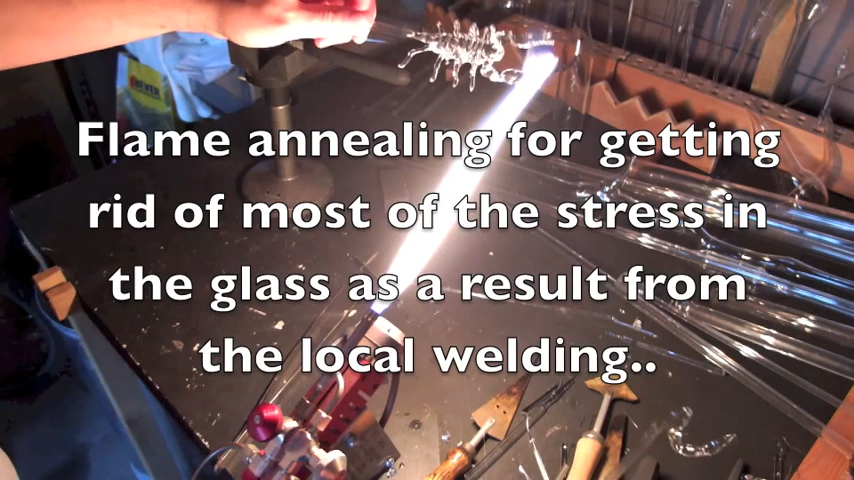 Flame annealing for getting
rid of most of the stress in
the glass as a result from
the local welding..